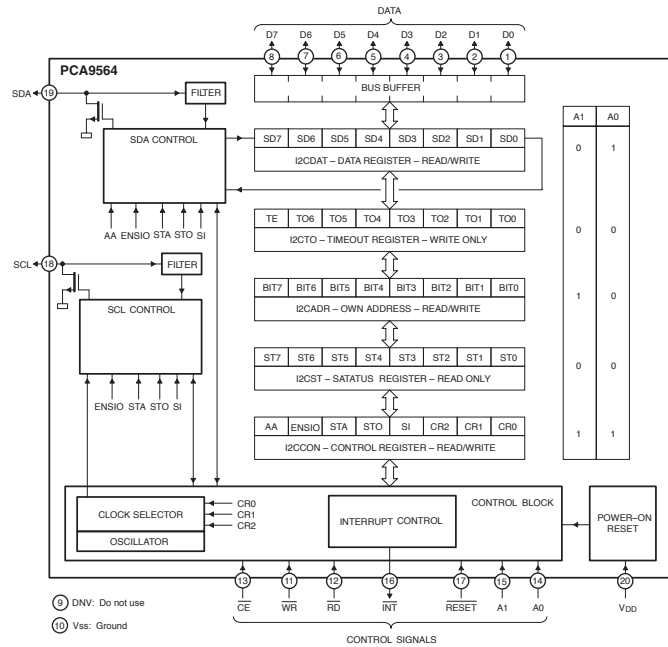 DATA
D7 D6 D5 D4 D3 D2 D1 D0
8 7 6 5 4 3 2 1
PCA9564
BUS BUFFER
SDA 19
FILTER
SDA CONTROL
AA ENSIO STA STO SI
SD7 SD6 SD5 SD4 SD3 SD2 SD1 SD0
I2CDAT – DATA REGISTER – READ/WRITE
TE TO6 TO5 TO4 TO3 TO2 TO1 TO0
I2CTO – TIMEOUT REGISTER – WRITE ONLY
SCL 18
FILTER
SCL CONTROL
ENSIO STA STO SI
BIT7 BIT6 BIT5 BIT4 BIT3 BIT2 BIT1 BIT0
I2CADR – OWN ADDRESS – READ/WRITE
ST7 ST6 ST5 ST4 ST3 ST2 ST1 ST0
I2CST – SATATUS REGISTER – READ ONLY
AA ENSIO STA STO SI CR2 CR1 CR0
I2CCON – CONTROL REGISTER – READ/WRITE
A1 A0
0 1
0 0
1 0
0 0
1 1
CLOCK SELECTOR
OSCILLATOR
CR0
CR1
CR2
INTERRUPT CONTROL
CONTROL BLOCK
POWER–ON
RESET
13 11 12 16 17 15 14 20
CE WR RD INT RESET A1 A0 VDD
CONTROL SIGNALS
9 DNV: Do not use
10 Vss: Ground